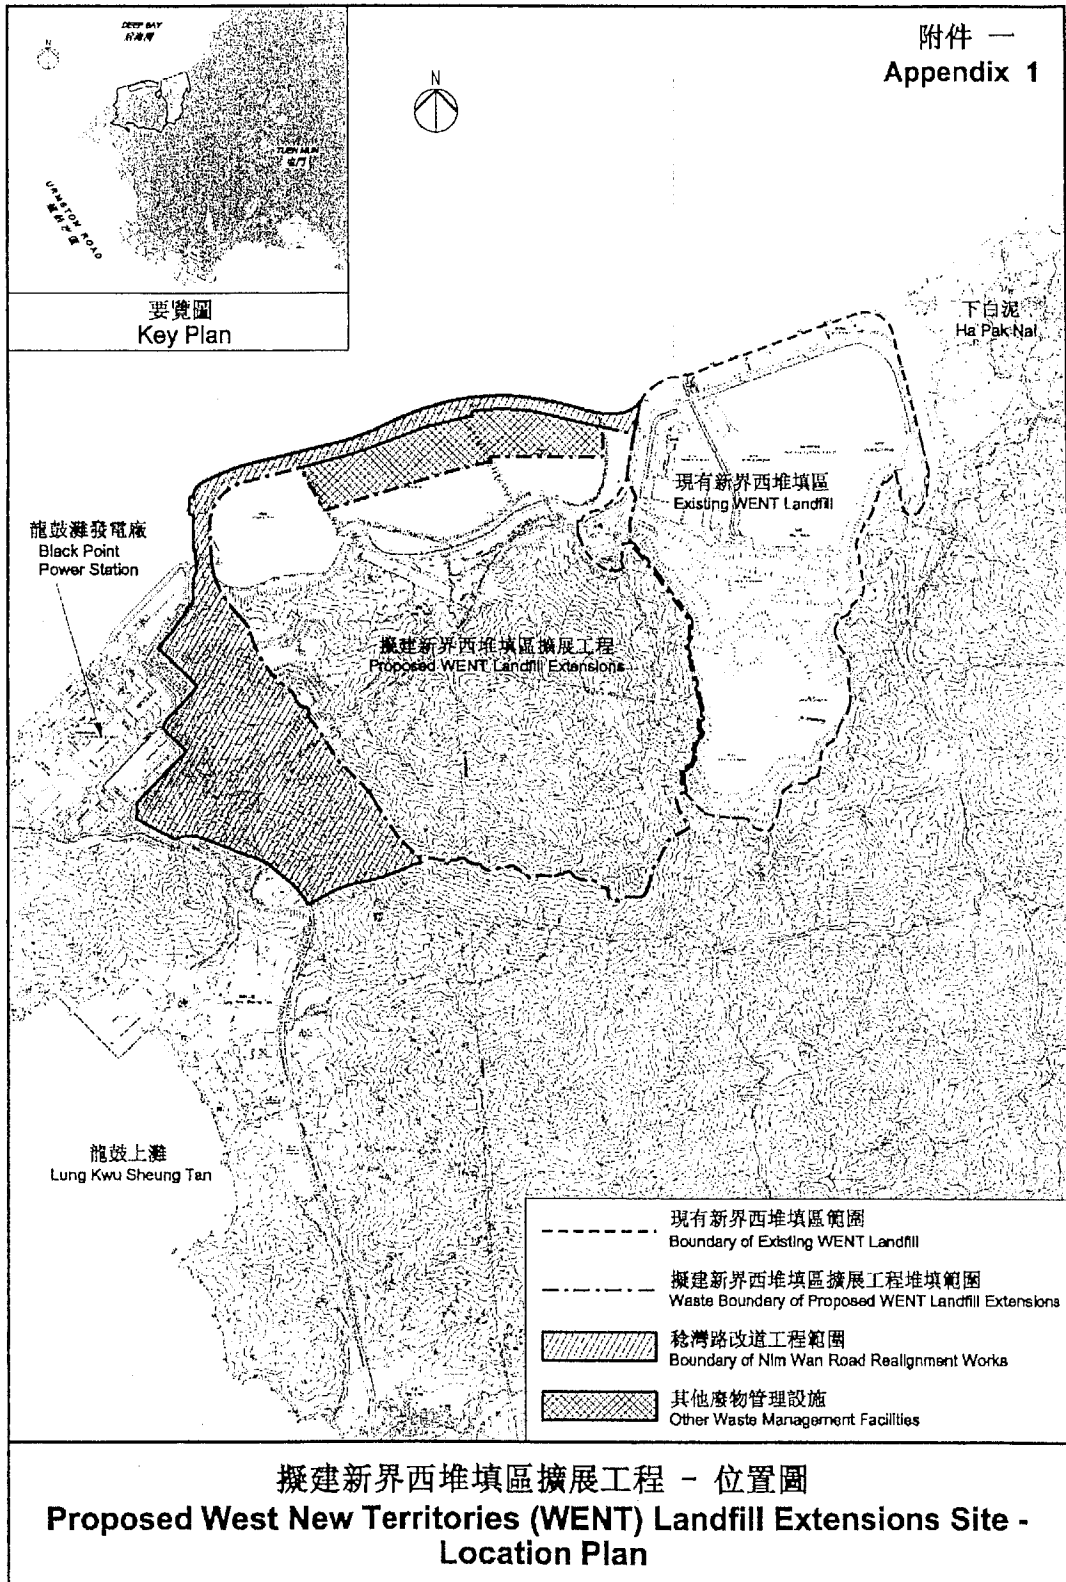 附件 一
Appendix 1
DEEP BAY
后海灣
N
TUEN MUN
屯門
URMSTON ROAD
要覽圖
Key Plan
N
下白泥
Ha Pak Nai
現有新界西堆填區
Existing WENT Landfill
龍鼓灘發電廠
Black Point
Power Station
擬建新界西堆填區擴展工程
Proposed WENT Landfill Extensions
龍鼓上灘
Lung Kwu Sheung Tan
現有新界西堆填區範圍
Boundary of Existing WENT Landfill
擬建新界西堆填區擴展工程堆填範圍
Waste Boundary of Proposed WENT Landfill Extensions
稔灣路改道工程範圍
Boundary of Nim Wan Road Realignment Works
其他廢物管理設施
Other Waste Management Facilities
擬建新界西堆填區擴展工程 - 位置圖
Proposed West New Territories (WENT) Landfill Extensions Site -
Location Plan